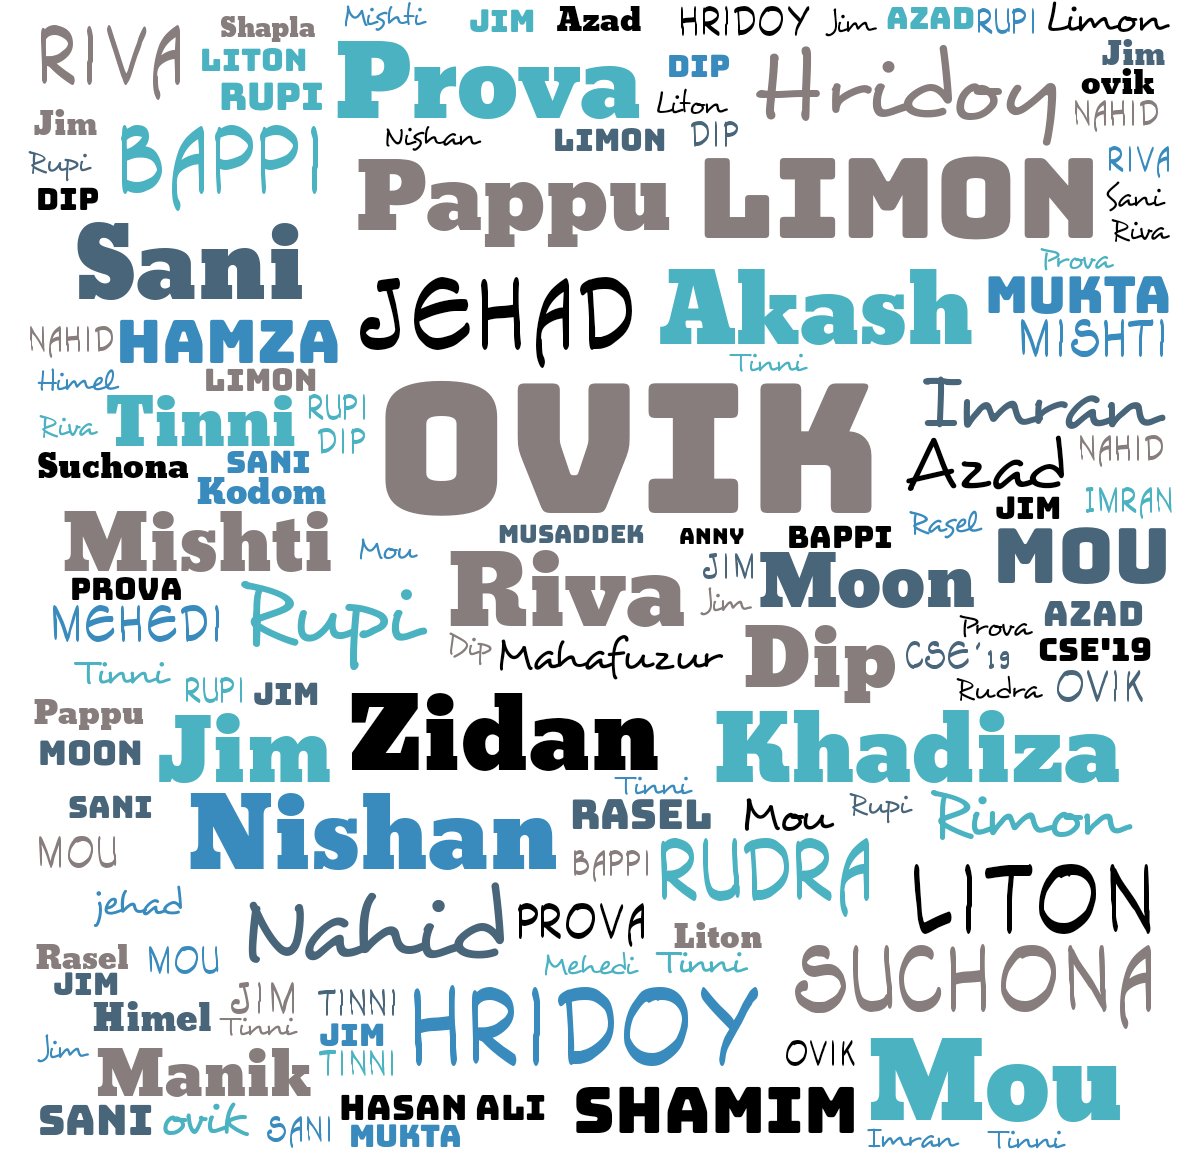 Mishti
JIM
Azad
HRIDOY
Jim
AZAD
RUPI
Limon
RIVA
Shapla
LITON
RUPI
Prova
DIP
Liton
Hridoy
Jim
ovik
NAHID
Jim
Rupi
DIP
BAPPI
Nishan
LIMON
DIP
Pappu
LIMON
RIVA
Sani
Riva
Sani
Prova
JEHAD
Akash
MUKTA
MISHTI
NAHID
HAMZA
Tinni
Himel
LIMON
OVIK
Imran
Riva
Tinni
RUPI
DIP
Azad
NAHID
Suchona
SANI
Kodom
JIM
IMRAN
Mishti
Mou
MUSADDEK
ANNY
BAPPI
Rasel
MOU
PROVA
Riva
JIM
Jim
Moon
MEHEDI
Rupi
AZAD
Dip
Mahafuzur
Dip
Prova
CSE'19
CSE'19
Tinni
RUPI
JIM
Rudra
OVIK
Pappu
MOON
Jim
Zidan
Khadiza
Tinni
SANI
Nishan
RASEL
Mou
Rupi
Rimon
MOU
BAPPI
RUDRA
LITON
jehad
Nahid
PROVA
Liton
Rasel
MOU
Mehedi
Tinni
SUCHONA
JIM
Himel
JIM
Tinni
TINNI
JIM
TINNI
HRIDOY
Jim
Manik
OVIK
Mou
SANI
ovik
SANI
HASAN ALI
MUKTA
SHAMIM
Imran
Tinni